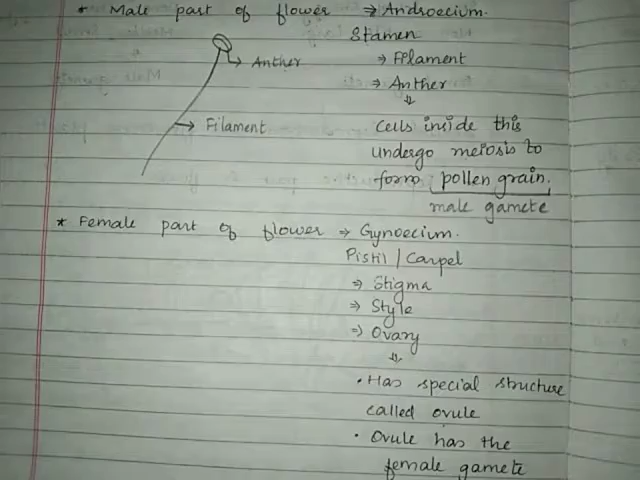 * Male part of flower ⇒ Androecium.
Stamen
⇒ Filament
→ Anther
⇒ Anther
⇓
→ Filament
Cells inside this
undergo meiosis to
form pollen grain,
male gamete
* Female part of flower ⇒ Gynoecium.
Pistil / Carpel
⇒ Stigma
⇒ Style
⇒ Ovary
⇓
• Has special structure
called ovule
• Ovule has the
female gamete